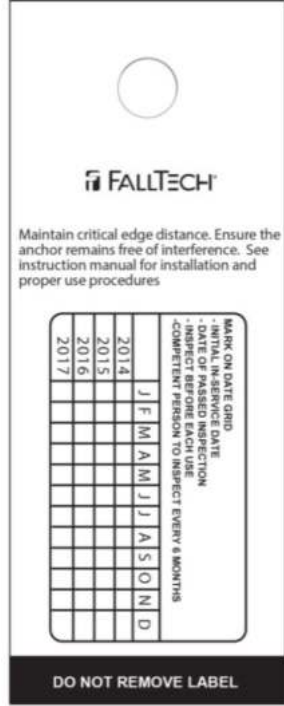 FALLTECH
Maintain critical edge distance. Ensure the
anchor remains free of interference.  See
instruction manual for installation and
proper use procedures
MARK ON DATE GRID
- INITIAL IN-SERVICE DATE
- DATE OF PASSED INSPECTION
- INSPECT BEFORE EACH USE
-COMPETENT PERSON TO INSPECT EVERY 6 MONTHS
J F M A M J J A S O N D
2014
2015
2016
2017
DO NOT REMOVE LABEL